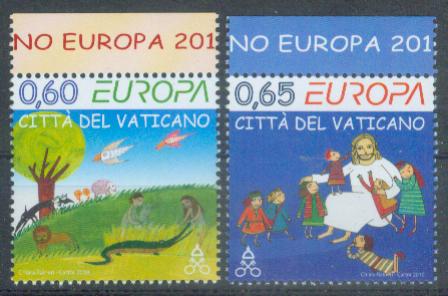 NO EUROPA 201
0,60 EUROPA
CITTÀ DEL VATICANO
NO EUROPA 201
0,65 EUROPA
CITTÀ DEL VATICANO